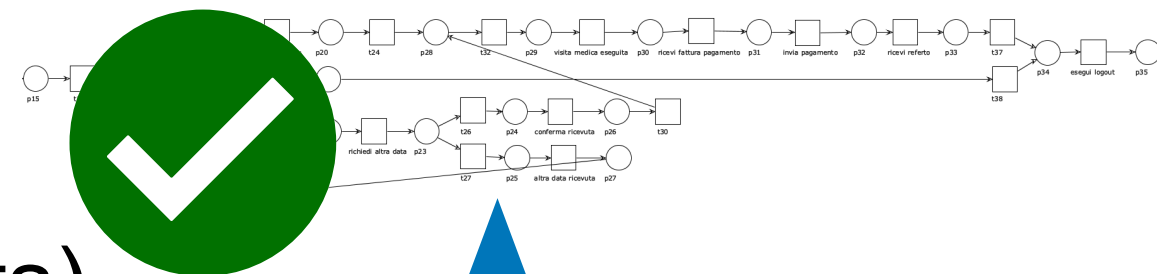 p20 t24 p28 t32 p29 visita medica eseguita p30 ricevi fattura pagamento p31 invia pagamento p32 ricevi referto p33 t37
p34 esegui logout p35
p15
t38
t26 p24 conferma ricevuta p26 t30
richiedi altra data p23
t27 p25 altra data ricevuta p27